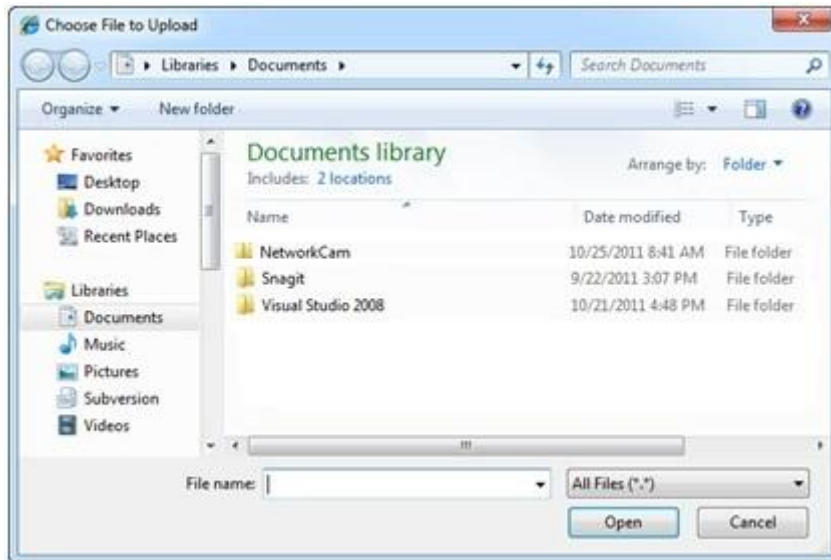 Choose File to Upload
Libraries Documents
Search Documents
Organize New folder
Favorites
Desktop
Downloads
Recent Places
Libraries
Documents
Music
Pictures
Subversion
Videos
Documents library
Includes: 2 locations
Arrange by: Folder
Name Date modified Type
NetworkCam 10/25/2011 8:41 AM File folder
Snagit 9/22/2011 3:07 PM File folder
Visual Studio 2008 10/21/2011 4:48 PM File folder
File name:
All Files (*.*)
Open Cancel